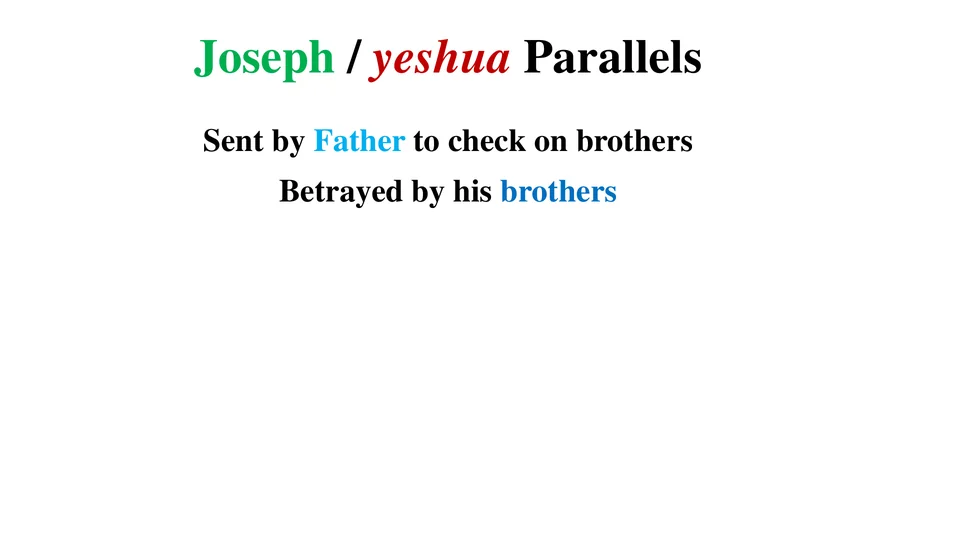 Joseph / yeshua Parallels
Sent by Father to check on brothers
Betrayed by his brothers